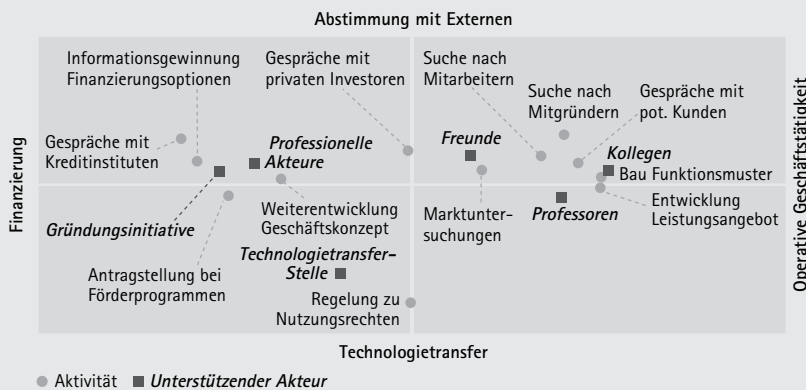 Abstimmung mit Externen
Informationsgewinnung
Finanzierungsoptionen
Gespräche mit
privaten Investoren
Suche nach
Mitarbeitern
Suche nach
Mitgründern
Gespräche mit
pot. Kunden
Gespräche mit
Kreditinstituten
Professionelle
Akteure
Freunde
Kollegen
Bau Funktionsmuster
Finanzierung
Operative Geschäftstätigkeit
Gründungsinitiative
Weiterentwicklung
Geschäftskonzept
Marktunter-
suchungen
Professoren
Entwicklung
Leistungsangebot
Antragstellung bei
Förderprogrammen
Technologietransfer-
Stelle
Regelung zu
Nutzungsrechten
Technologietransfer
Aktivität Unterstützender Akteur